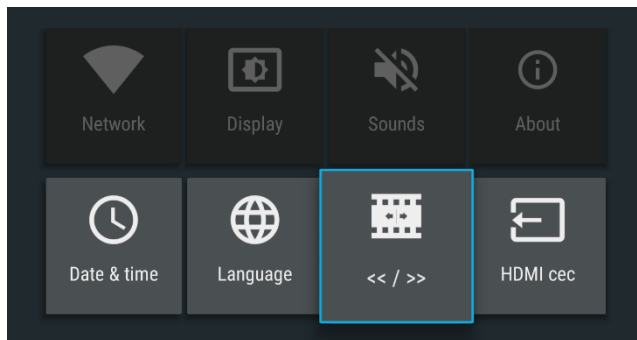 Network
Display
Sounds
About
Date & time
Language
<< / >>
HDMI cec